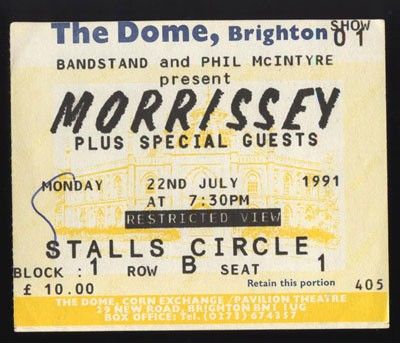 The Dome, Brighton SHOW 01
BANDSTAND and PHIL MCINTYRE
present
MORRISSEY
PLUS SPECIAL GUESTS
MONDAY 22ND JULY 1991
AT 7:30PM
RESTRICTED VIEW
STALLS CIRCLE
BLOCK : 1 ROW B SEAT 1
£ 10.00 Retain this portion 405
THE DOME, CORN EXCHANGE / PAVILION THEATRE
29 NEW ROAD, BRIGHTON BN1 1UG
BOX OFFICE: Tel. (0273) 674357